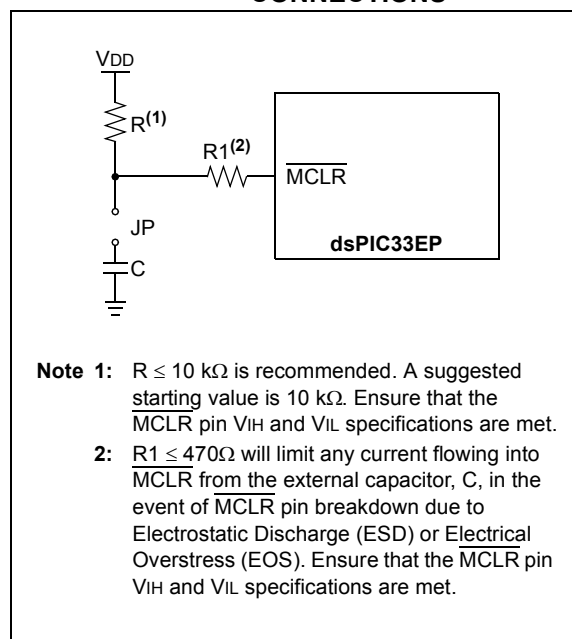 CONNECTIONS
VDD
R(1)
R1(2)
MCLR
JP
dsPIC33EP
C
Note 1: R ≤ 10 kΩ is recommended. A suggested
starting value is 10 kΩ. Ensure that the
MCLR pin VIH and VIL specifications are met.
2: R1 ≤ 470Ω will limit any current flowing into
MCLR from the external capacitor, C, in the
event of MCLR pin breakdown due to
Electrostatic Discharge (ESD) or Electrical
Overstress (EOS). Ensure that the MCLR pin
VIH and VIL specifications are met.